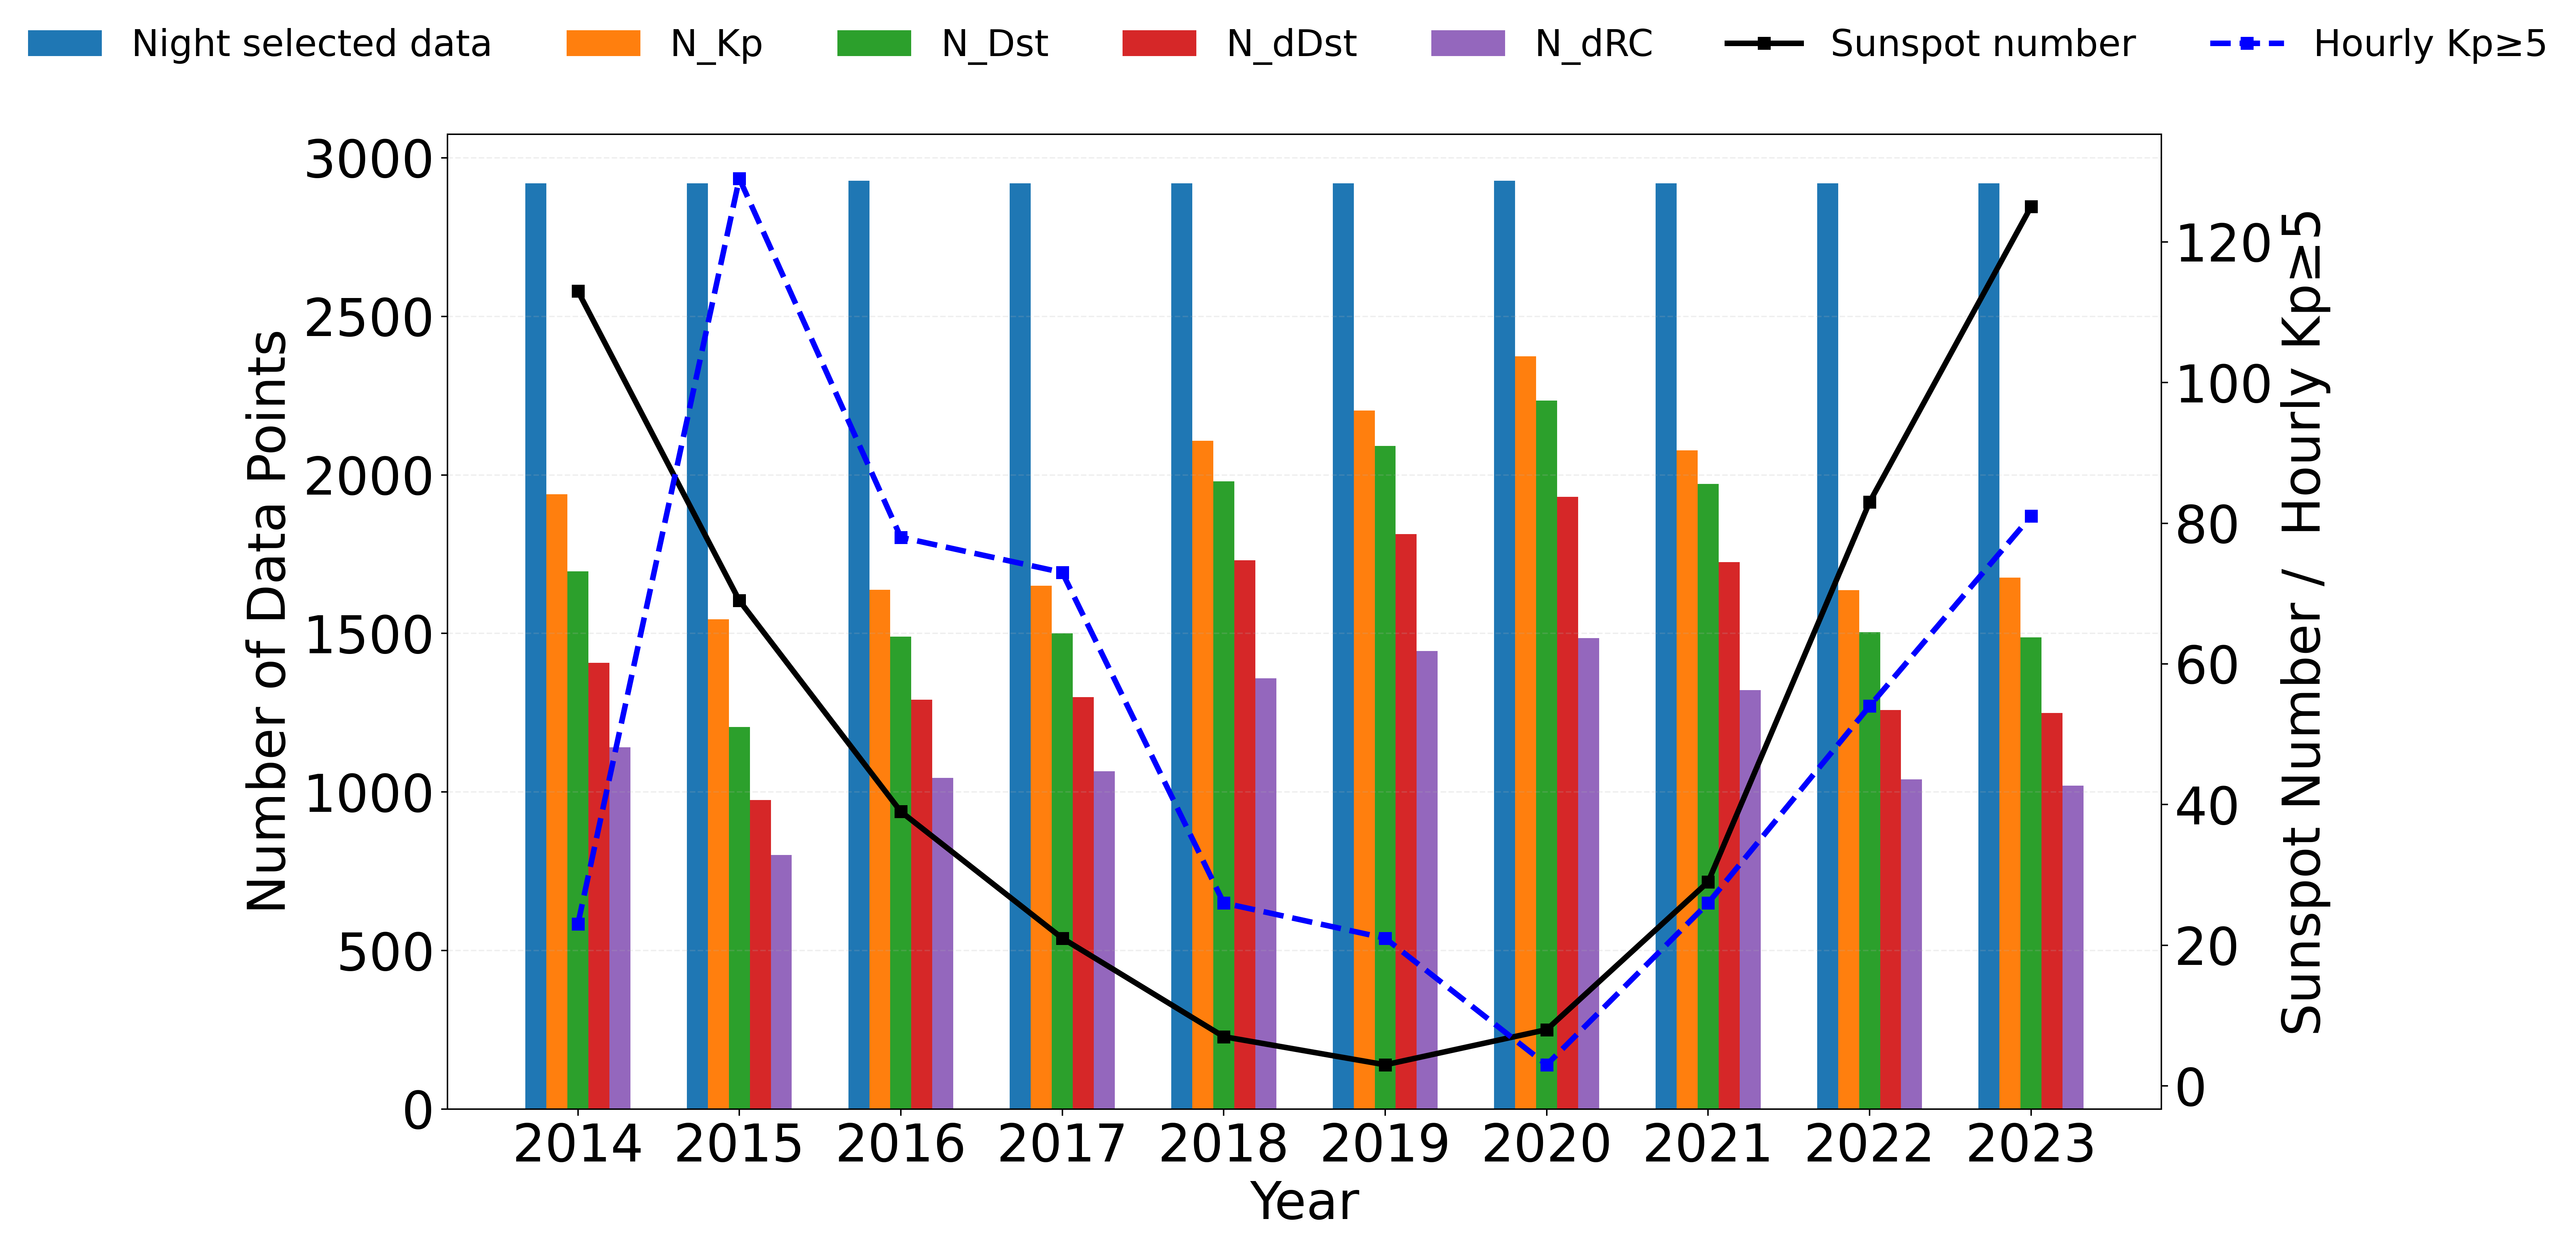 Night selected data N_Kp N_Dst N_dDst N_dRC Sunspot number Hourly Kp≥5
Number of Data Points
3000
2500
2000
1500
1000
500
0
120
100
80
60
40
20
0
Sunspot Number / Hourly Kp≥5
2014 2015 2016 2017 2018 2019 2020 2021 2022 2023
Year